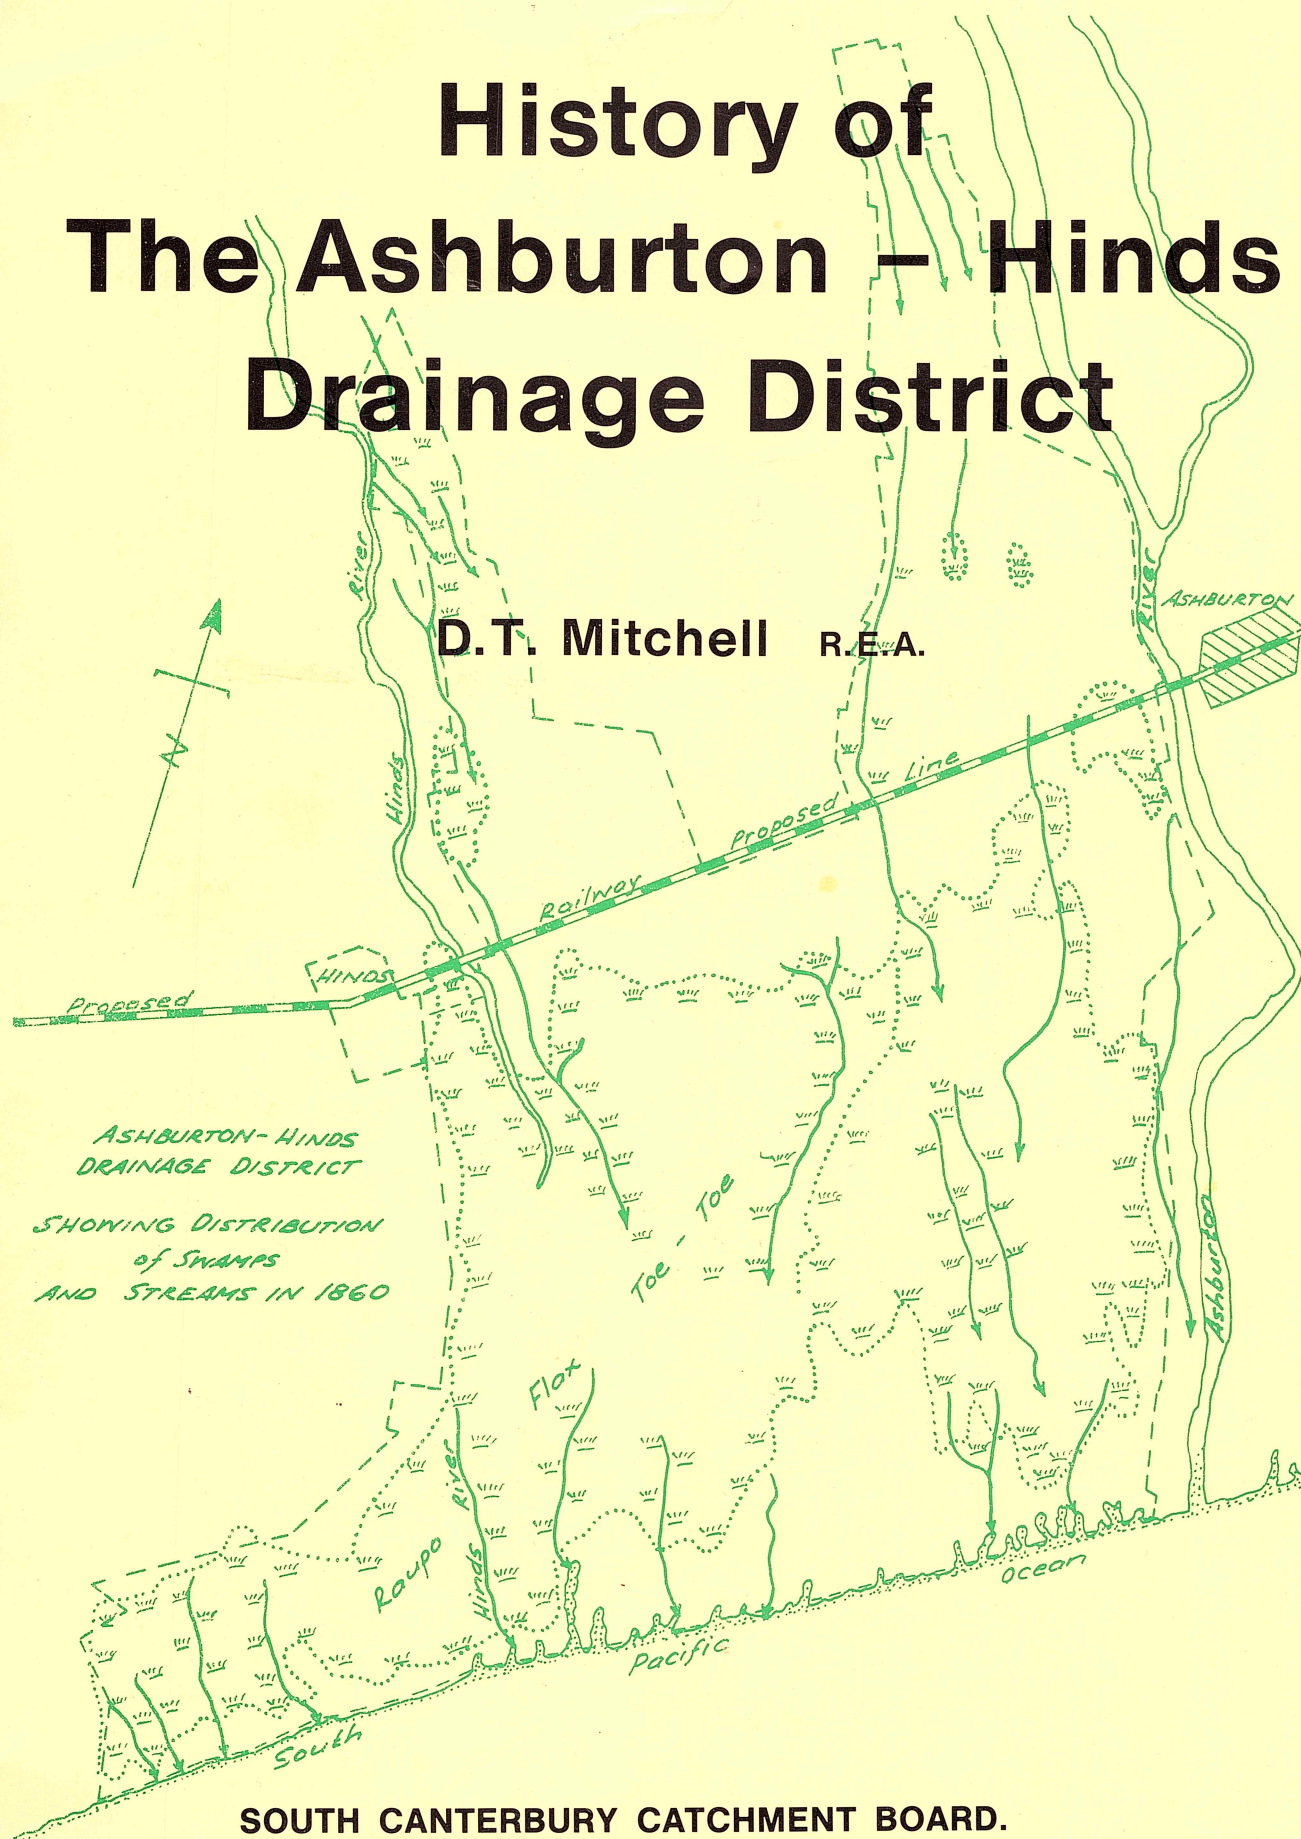 History of
The Ashburton – Hinds
Drainage District
D.T. Mitchell R.E.A.
River
River
ASHBURTON
N
Hinds
Line
Proposed
Railway
HINDS
Proposed
ASHBURTON-HINDS
DRAINAGE DISTRICT
SHOWING DISTRIBUTION
of SWAMPS
AND STREAMS IN 1860
Toe - Toe
Ashburton
Flax
River
Hinds
Raupo
Ocean
Pacific
South
SOUTH CANTERBURY CATCHMENT BOARD.